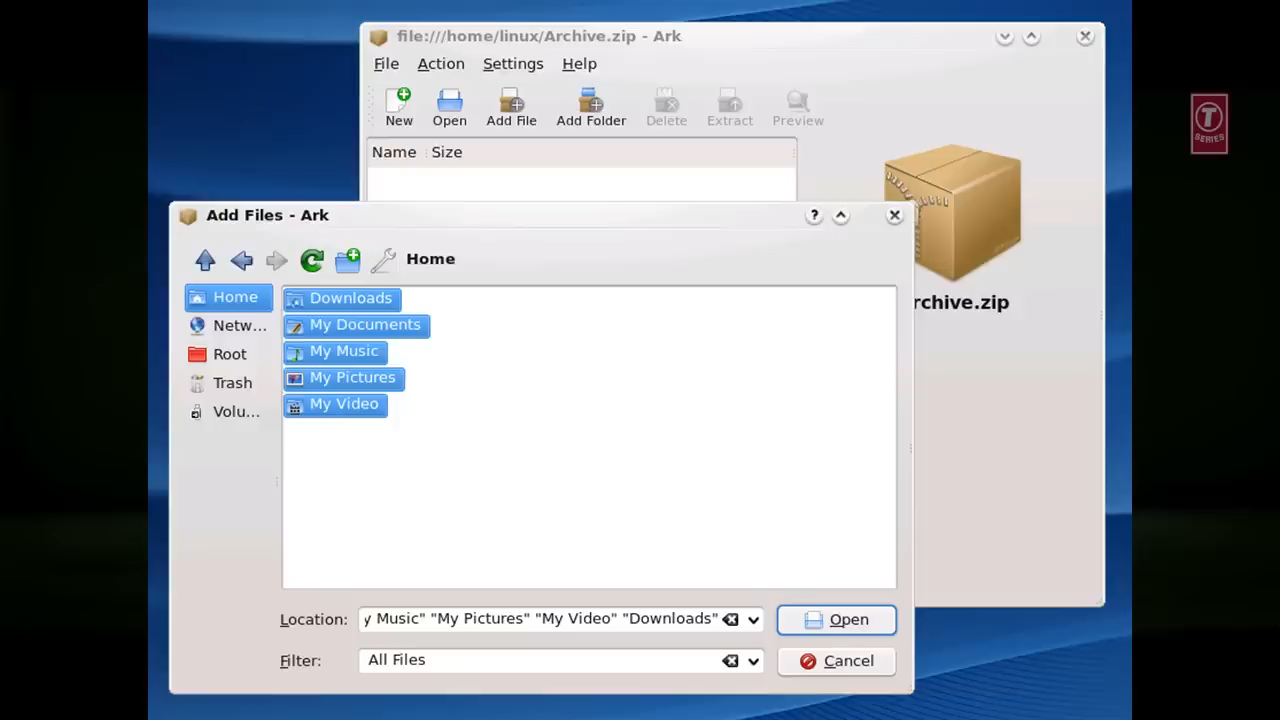 file:///home/linux/Archive.zip - Ark
File Action Settings Help
New Open Add File Add Folder Delete Extract Preview
Name Size
T
SERIES
Add Files - Ark
?
Home
Home
Netw...
Root
Trash
Volu...
Downloads
My Documents
My Music
My Pictures
My Video
rchive.zip
Location: y Music" "My Pictures" "My Video" "Downloads" Open
Filter: All Files Cancel